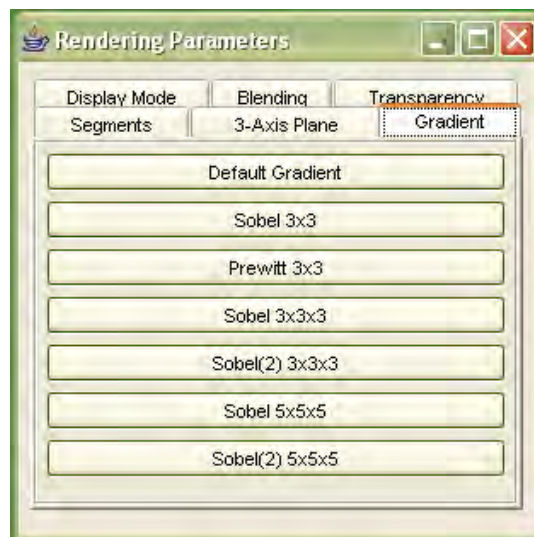 Rendering Parameters
Display Mode Blending Transparency
Segments 3-Axis Plane Gradient
Default Gradient
Sobel 3x3
Prewitt 3x3
Sobel 3x3x3
Sobel(2) 3x3x3
Sobel 5x5x5
Sobel(2) 5x5x5